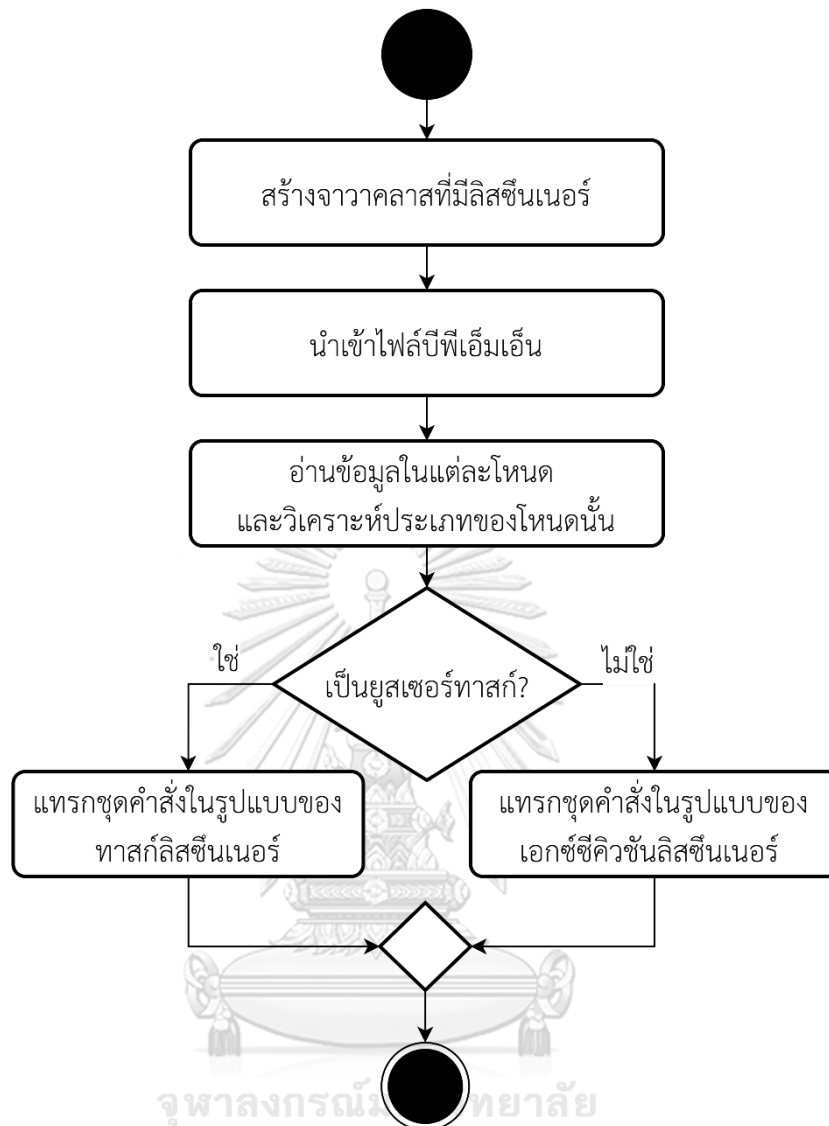 สร้างจาวาคลาสที่มีลิสซึนเนอร์
นำเข้าไฟล์บีพีเอ็มเอ็น
อ่านข้อมูลในแต่ละโหนด
และวิเคราะห์ประเภทของโหนดนั้น
ใช่
เป็นยูสเซอร์ทาสก์?
ไม่ใช่
แทรกชุดคำสั่งในรูปแบบของ
ทาสก์ลิสซึนเนอร์
แทรกชุดคำสั่งในรูปแบบของ
เอกซ์ซีคิวชันลิสซึนเนอร์
จุฬาลงกรณ์ม ทยาลัย